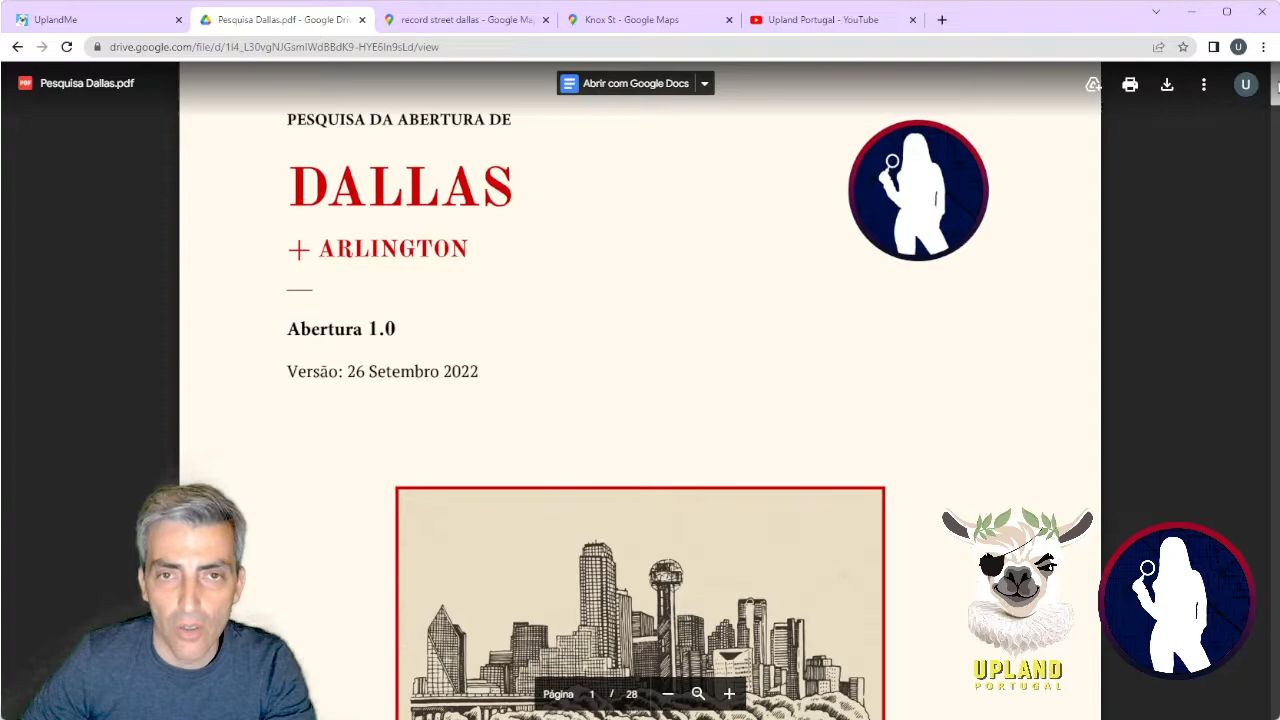 UplandMe
Pesquisa Dallas.pdf - Google Dri
record street dallas - Google Ma
Knox St - Google Maps
Upland Portugal - YouTube
drive.google.com/file/d/1I4_L30vgNJGsmIWdBBdK9-HYE6In9sLd/view
U
PDF
Pesquisa Dallas.pdf
Abrir com Google Docs
U
PESQUISA DA ABERTURA DE
DALLAS
+ ARLINGTON
Abertura 1.0
Versão: 26 Setembro 2022
UPLAND
PORTUGAL
Página 1 / 28